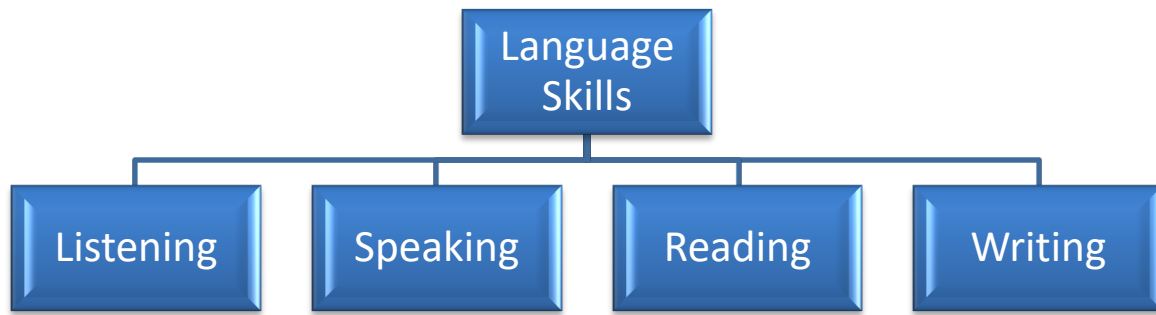 Language
Skills
Listening
Speaking
Reading
Writing